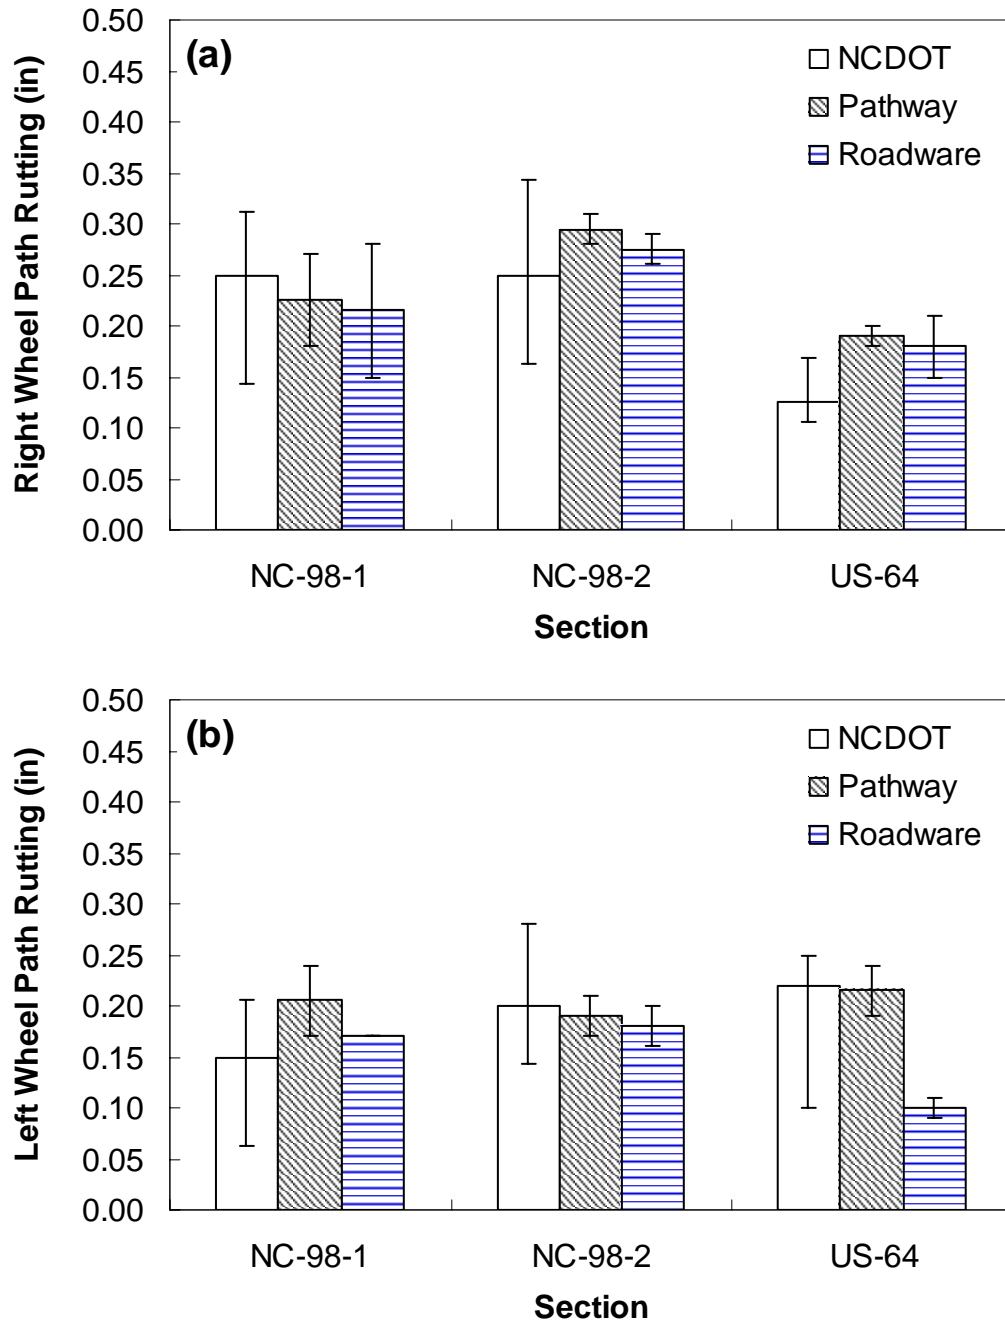 (a)
NCDOT
Pathway
Roadware
Right Wheel Path Rutting (in)
0.50
0.45
0.40
0.35
0.30
0.25
0.20
0.15
0.10
0.05
0.00
NC-98-1 NC-98-2 US-64
Section
(b)
NCDOT
Pathway
Roadware
Left Wheel Path Rutting (in)
0.50
0.45
0.40
0.35
0.30
0.25
0.20
0.15
0.10
0.05
0.00
NC-98-1 NC-98-2 US-64
Section